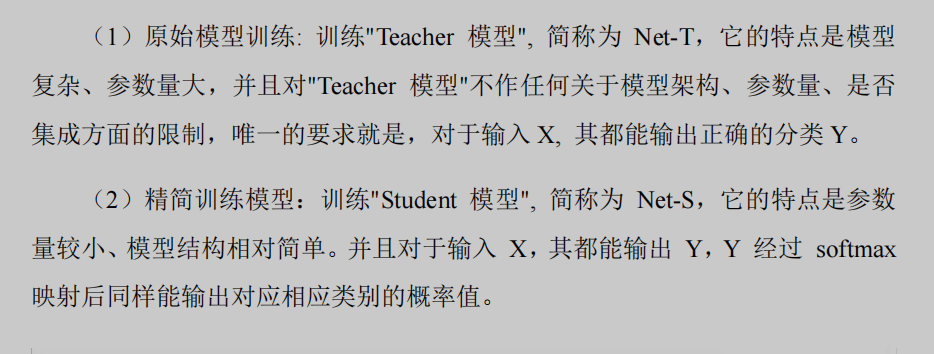 （1）原始模型训练: 训练"Teacher 模型", 简称为 Net-T，它的特点是模型
复杂、参数量大，并且对"Teacher 模型"不作任何关于模型架构、参数量、是否
集成方面的限制，唯一的要求就是，对于输入 X, 其都能输出正确的分类 Y。
（2）精简训练模型：训练"Student 模型", 简称为 Net-S，它的特点是参数
量较小、模型结构相对简单。并且对于输入 X，其都能输出 Y，Y 经过 softmax
映射后同样能输出对应相应类别的概率值。